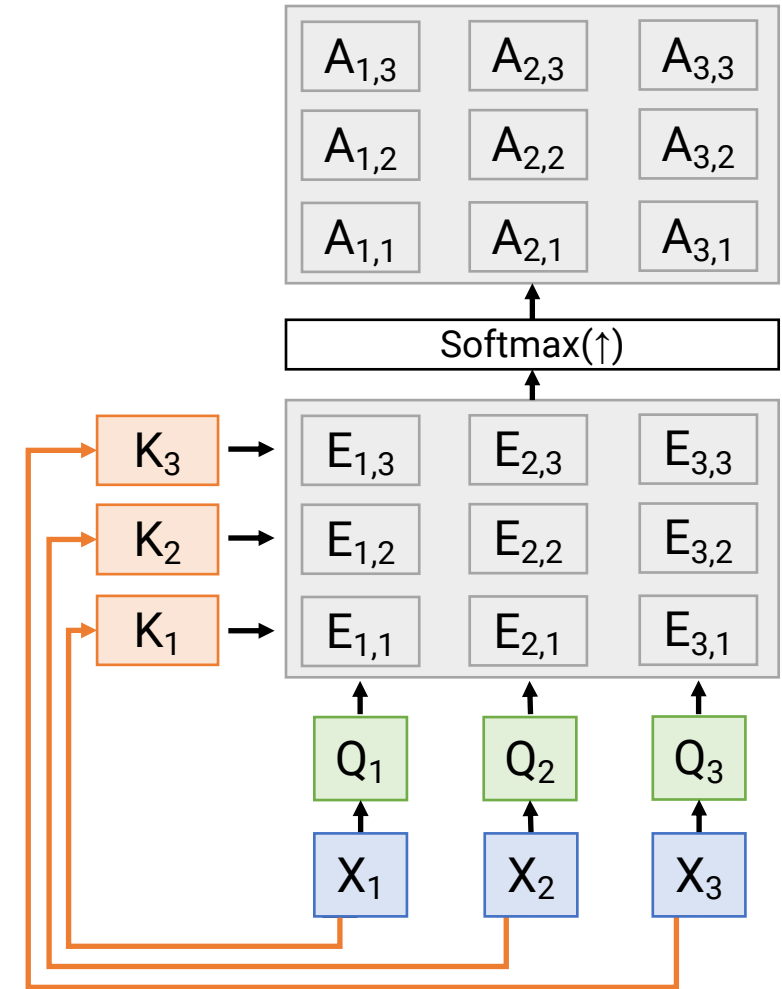 A1,3 A2,3 A3,3
A1,2 A2,2 A3,2
A1,1 A2,1 A3,1
Softmax(↑)
K3 E1,3 E2,3 E3,3
K2 E1,2 E2,2 E3,2
K1 E1,1 E2,1 E3,1
Q1 Q2 Q3
X1 X2 X3